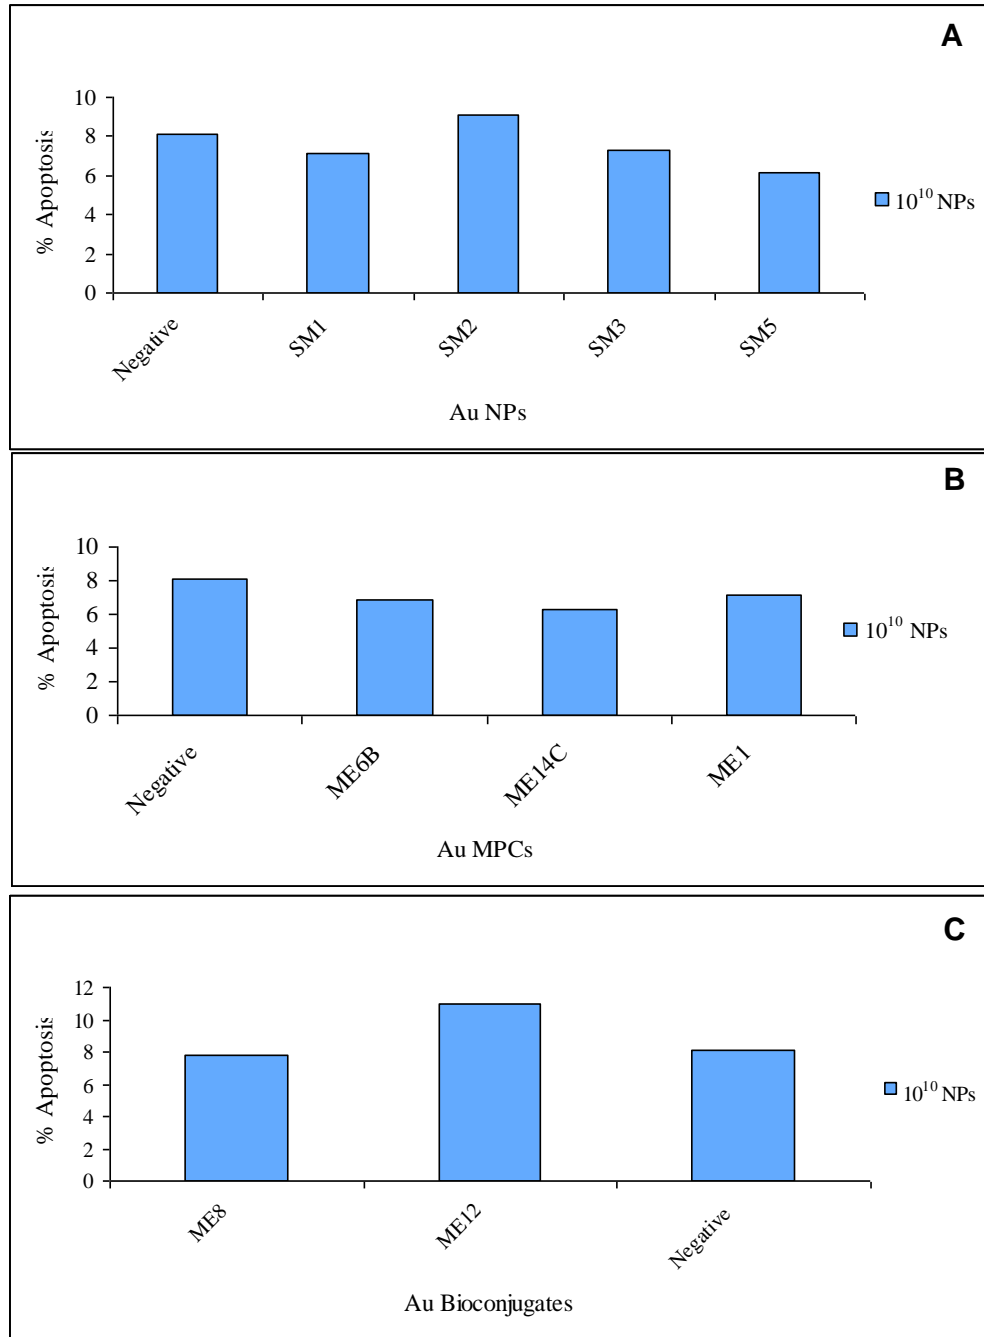 A
10
8
6
4
2
0
% Apoptosis
Negative
SM1
SM2
SM3
SM5
Au NPs
10¹⁰ NPs
B
10
8
6
4
2
0
% Apoptosis
Negative
ME6B
ME14C
ME1
Au MPCs
10¹⁰ NPs
C
12
10
8
6
4
2
0
% Apoptosis
ME8
ME12
Negative
Au Bioconjugates
10¹⁰ NPs